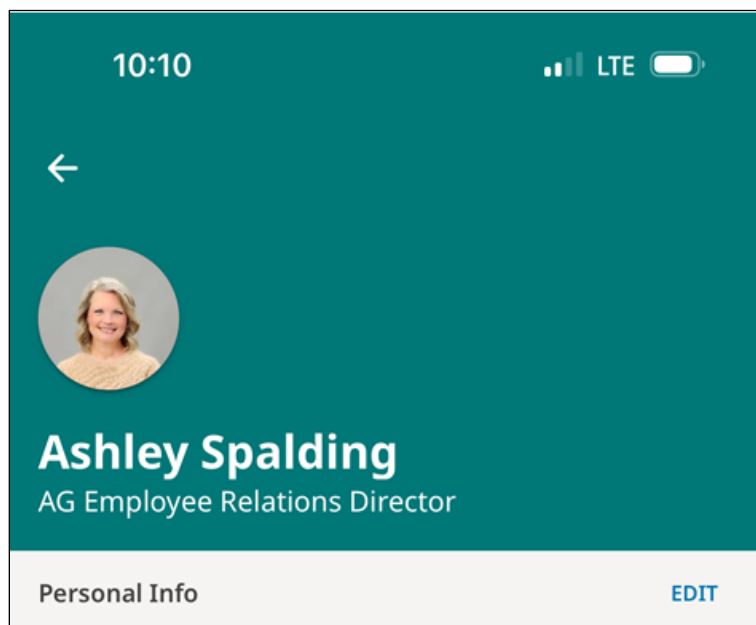 10:10 LTE
Ashley Spalding
AG Employee Relations Director
Personal Info EDIT